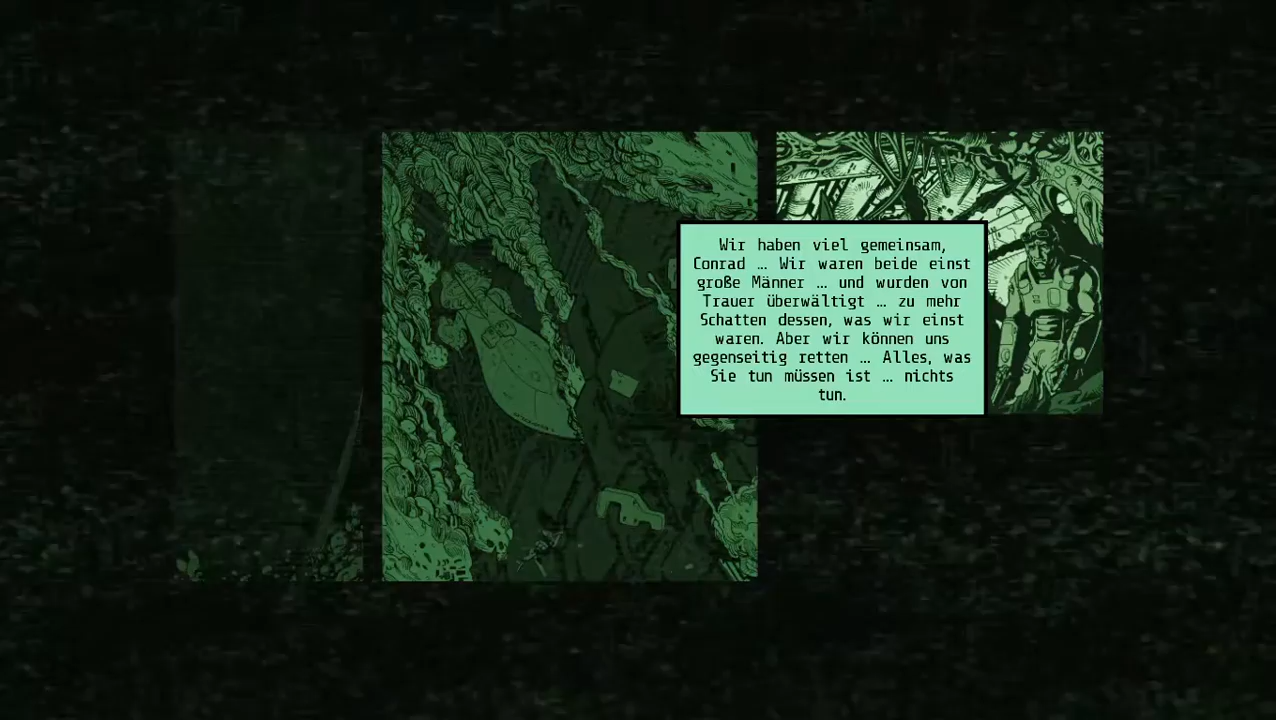 Wir haben viel gemeinsam,
Conrad … Wir waren beide einst
große Männer … und wurden von
Trauer überwältigt … zu mehr
Schatten dessen, was wir einst
waren. Aber wir können uns
gegenseitig retten … Alles, was
Sie tun müssen ist … nichts
tun.